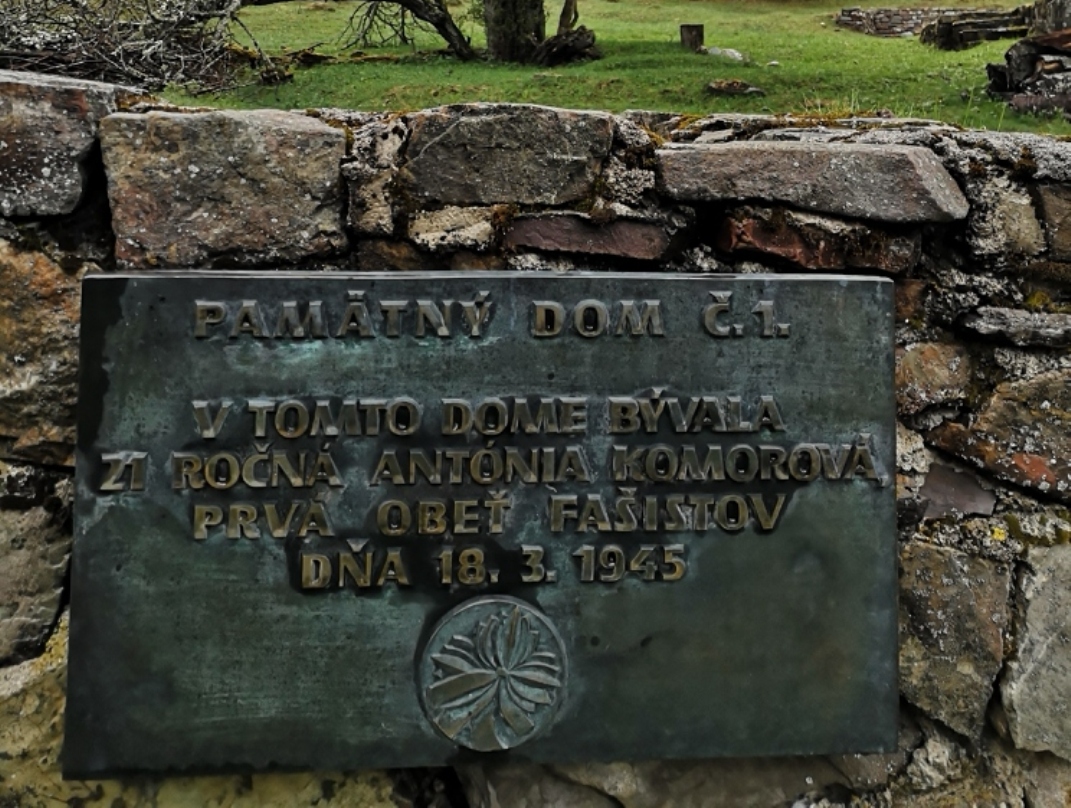 PAMÄTNÝ DOM Č.1.
V TOMTO DOME BÝVALA
21 ROČNÁ ANTÓNIA KOMOROVÁ
PRVÁ OBEŤ FAŠISTOV
DŇA 18. 3. 1945